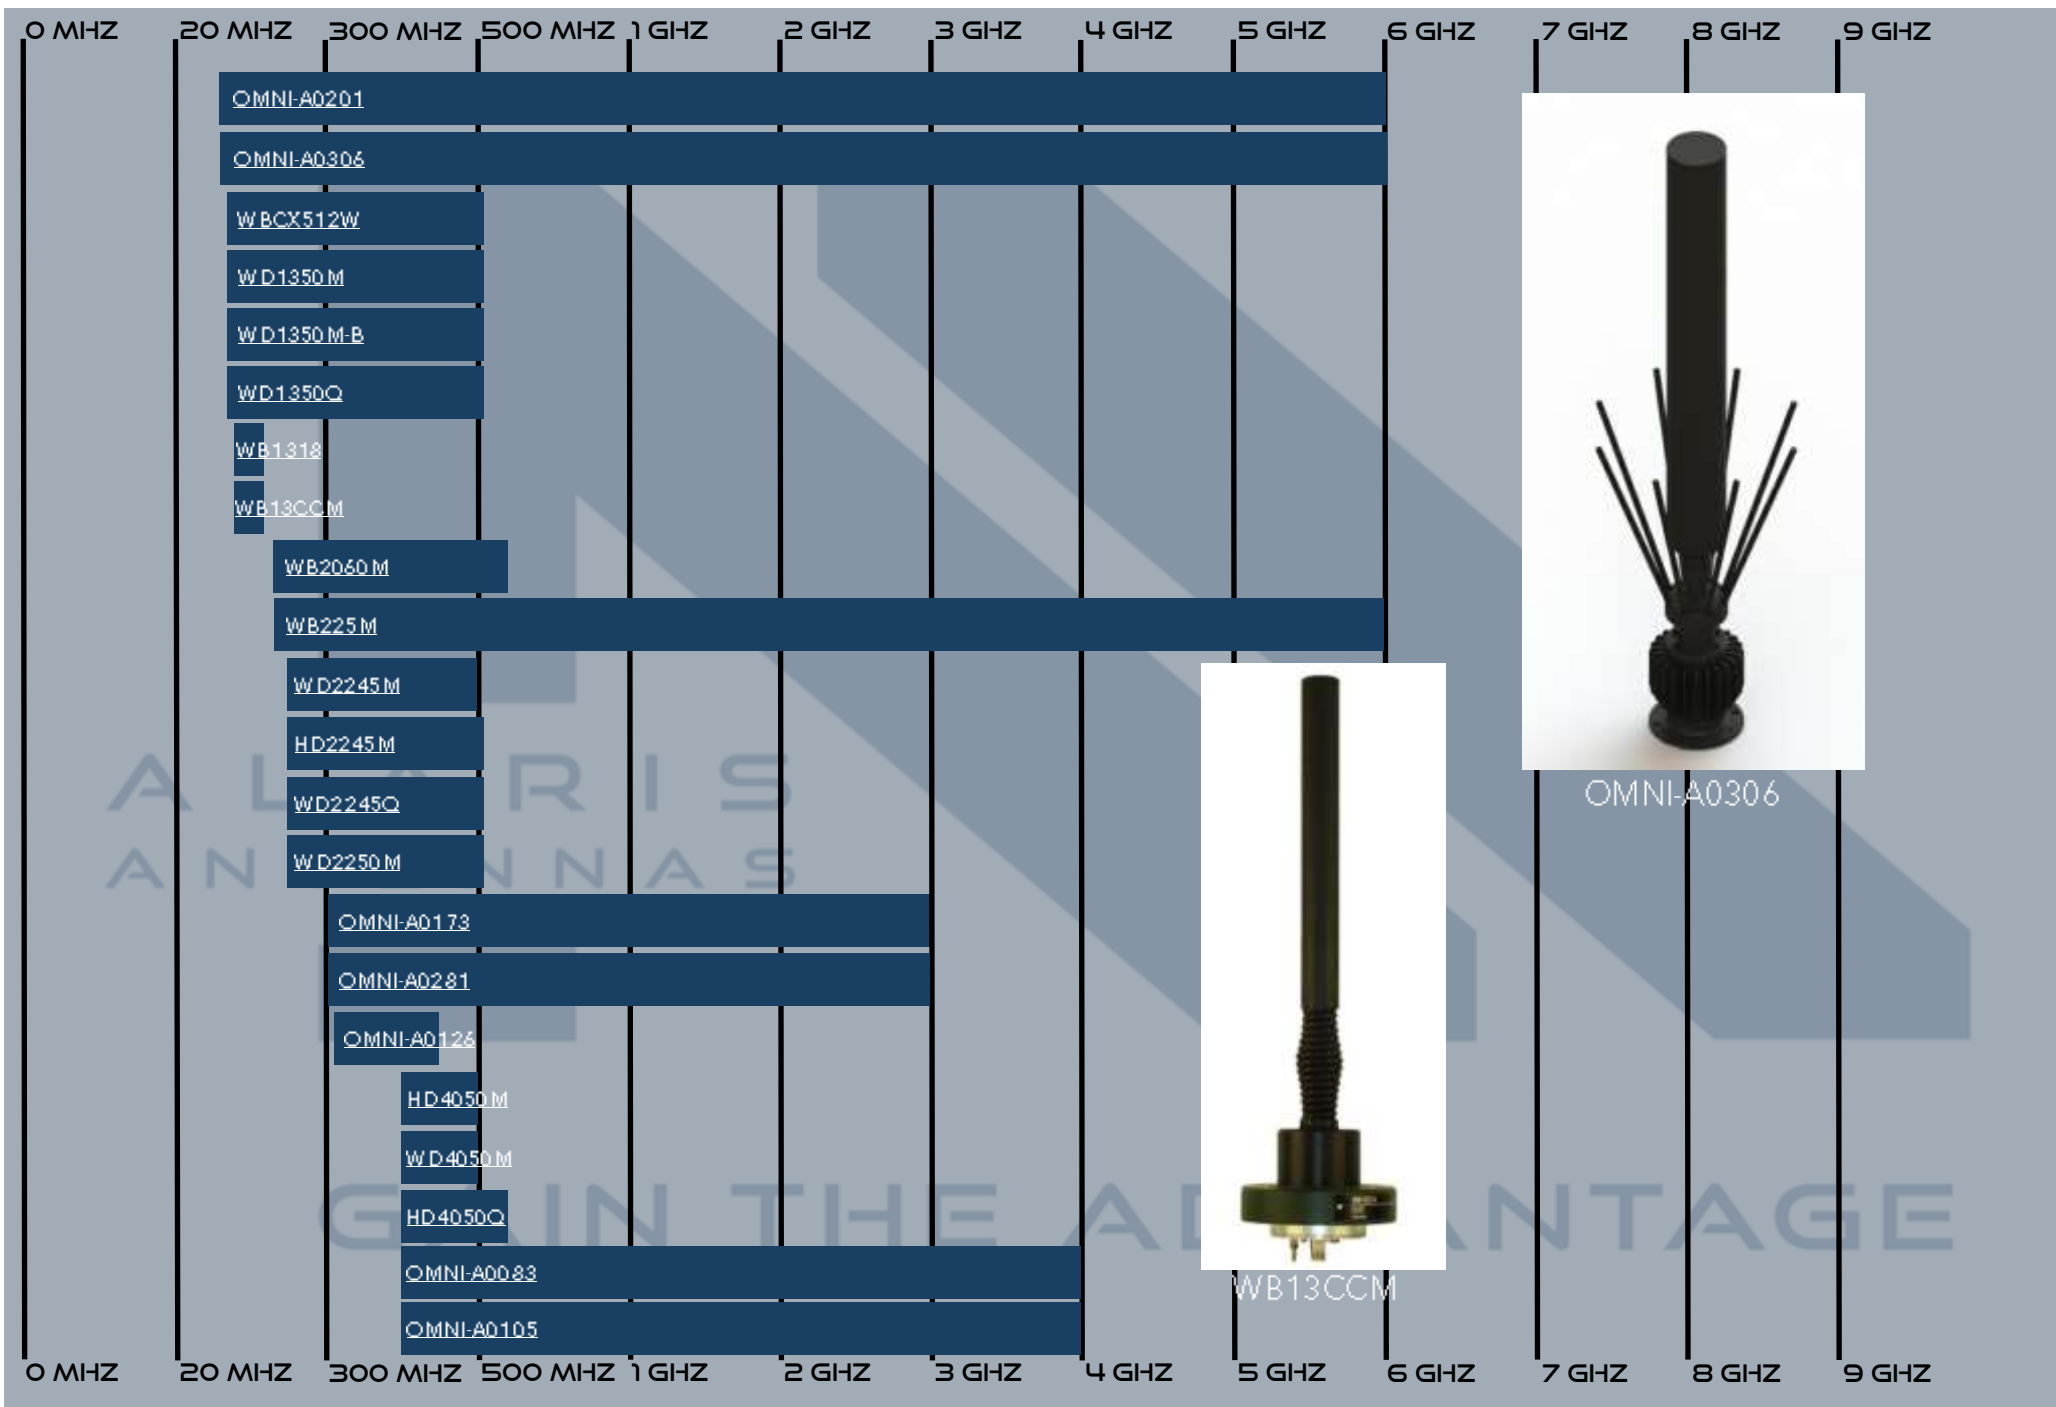 0 MHZ 20 MHZ 300 MHZ 500 MHZ 1 GHZ 2 GHZ 3 GHZ 4 GHZ 5 GHZ 6 GHZ 7 GHZ 8 GHZ 9 GHZ
OMNI-A0201
OMNI-A0306
WBCX512W
WD1350M
WD1350M-B
WD1350Q
WB1318
WB13CCM
WB2060M
WB225M
WD2245M
HD2245M
WD2245Q
WD2250M
OMNI-A0173
OMNI-A0281
OMNI-A0126
HD4050M
WD4050M
HD4050Q
OMNI-A0083
OMNI-A0105
OMNI-A0306
WB13CCM
ALARIS
ANTENNAS
GAIN THE ADVANTAGE
0 MHZ 20 MHZ 300 MHZ 500 MHZ 1 GHZ 2 GHZ 3 GHZ 4 GHZ 5 GHZ 6 GHZ 7 GHZ 8 GHZ 9 GHZ